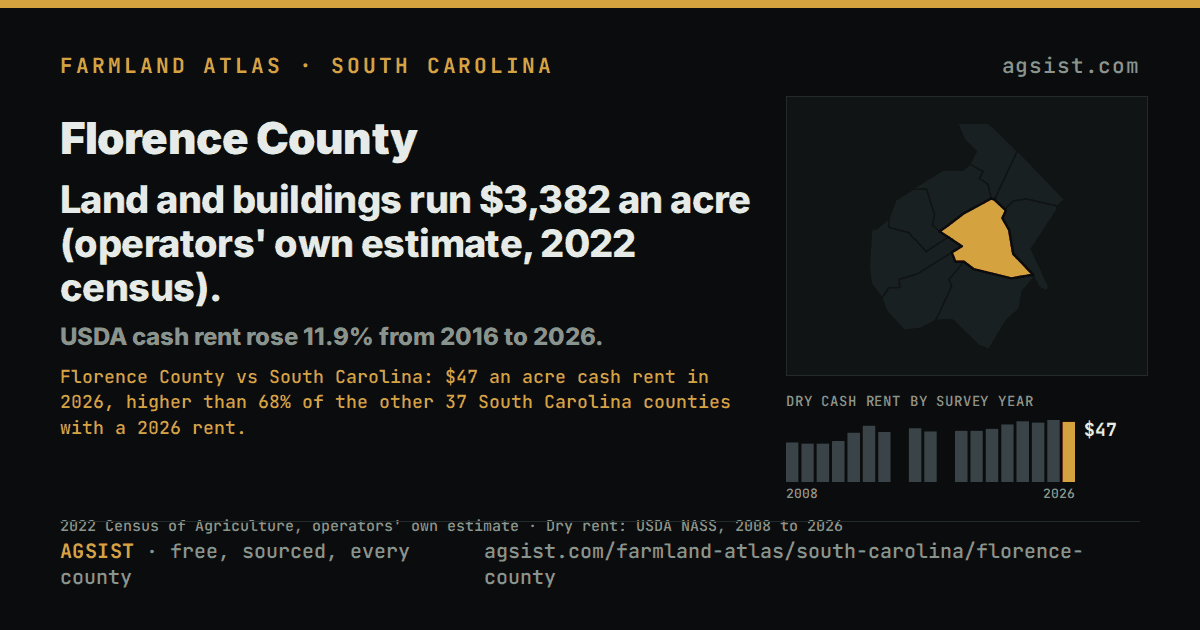 FARMLAND ATLAS · SOUTH CAROLINA
agsist.com
Florence County
Land and buildings run $3,382 an acre
(operators' own estimate, 2022
census).
USDA cash rent rose 11.9% from 2016 to 2026.
Florence County vs South Carolina: $47 an acre cash rent in
2026, higher than 68% of the other 37 South Carolina counties
with a 2026 rent.
DRY CASH RENT BY SURVEY YEAR
$47
2008
2026
2022 Census of Agriculture, operators' own estimate · Dry rent: USDA NASS, 2008 to 2026
AGSIST · free, sourced, every
county
agsist.com/farmland-atlas/south-carolina/florence-
county